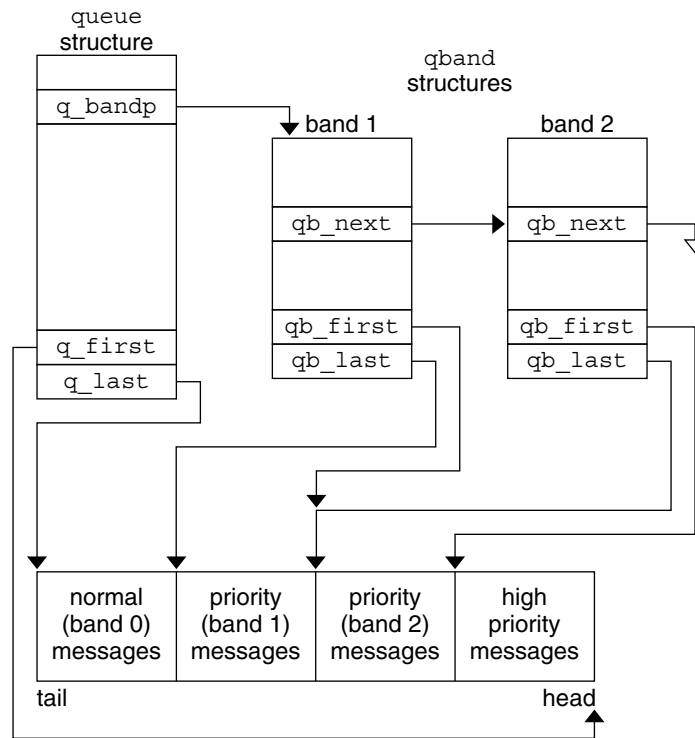 queue
structure
q_bandp
q_first
q_last
qband
structures
band 1
qb_next
qb_first
qb_last
band 2
qb_next
qb_first
qb_last
normal
(band 0)
messages
priority
(band 1)
messages
priority
(band 2)
messages
high
priority
messages
tail
head